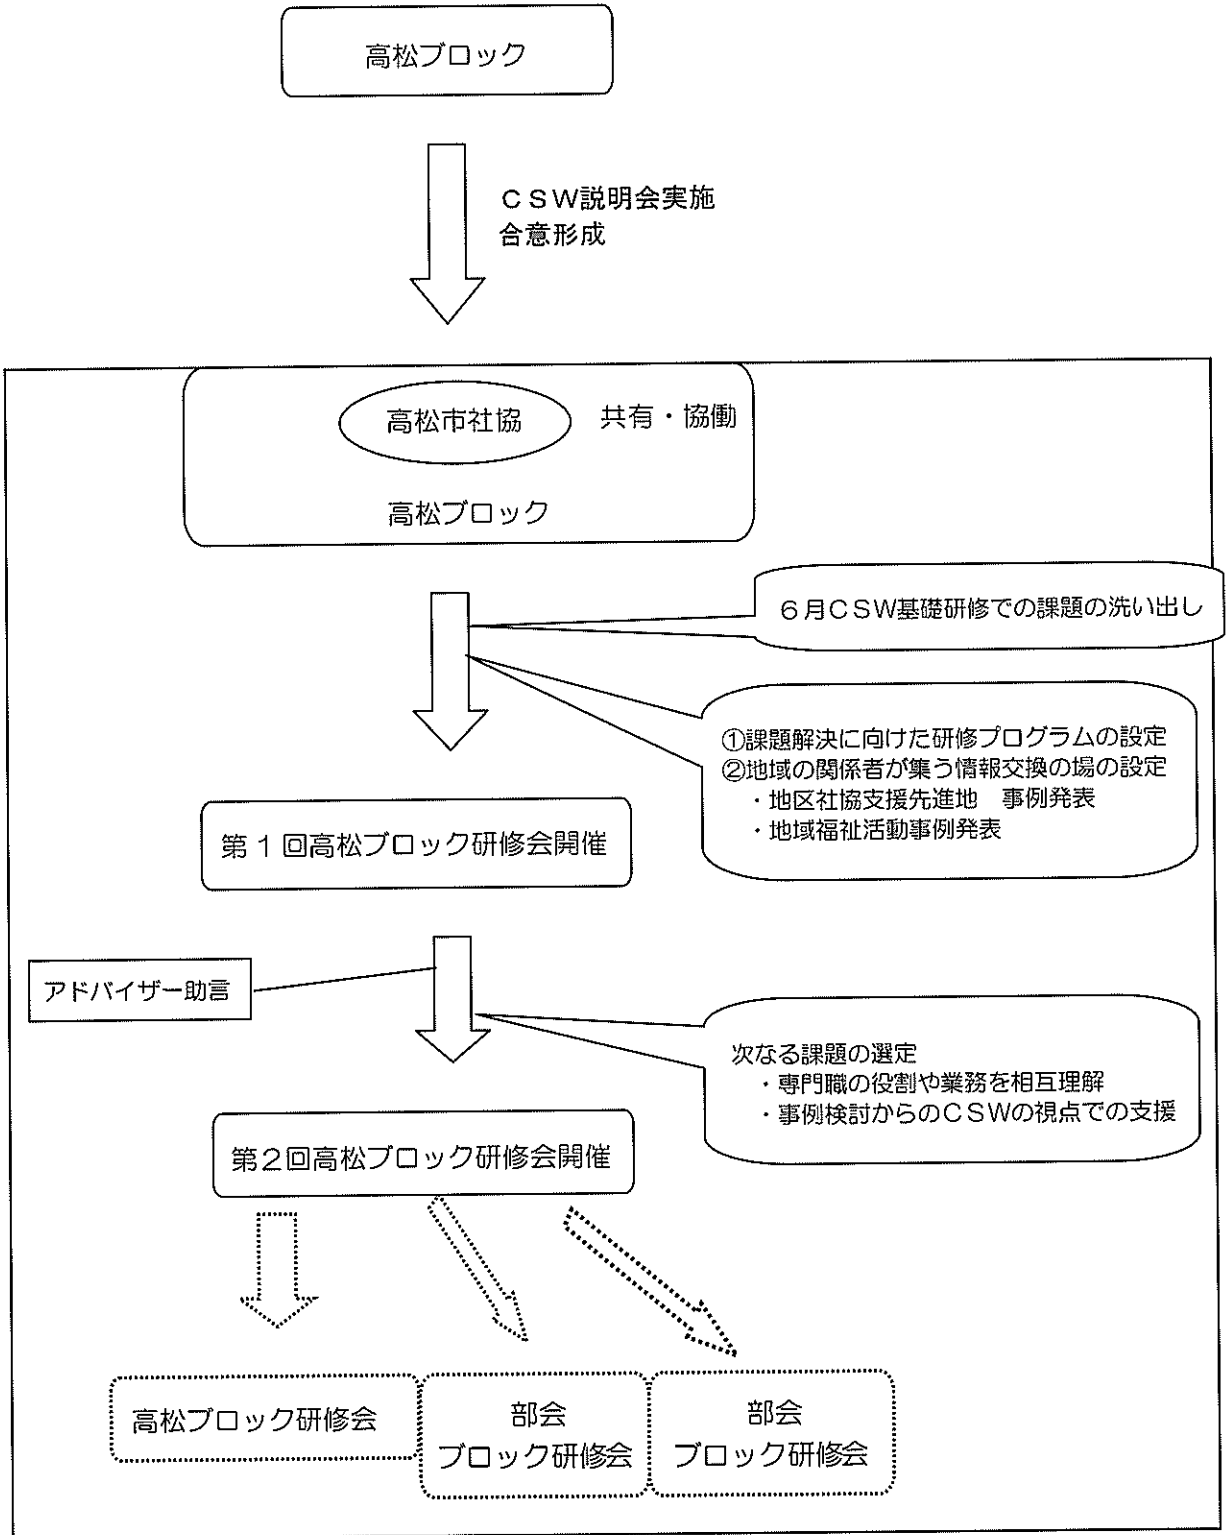 高松ブロック
ＣＳＷ説明会実施
合意形成
高松市社協
共有・協働
高松ブロック
６月ＣＳＷ基礎研修での課題の洗い出し
①課題解決に向けた研修プログラムの設定
②地域の関係者が集う情報交換の場の設定
・地区社協支援先進地　事例発表
・地域福祉活動事例発表
第１回高松ブロック研修会開催
アドバイザー助言
次なる課題の選定
・専門職の役割や業務を相互理解
・事例検討からのＣＳＷの視点での支援
第２回高松ブロック研修会開催
高松ブロック研修会
部会
ブロック研修会
部会
ブロック研修会